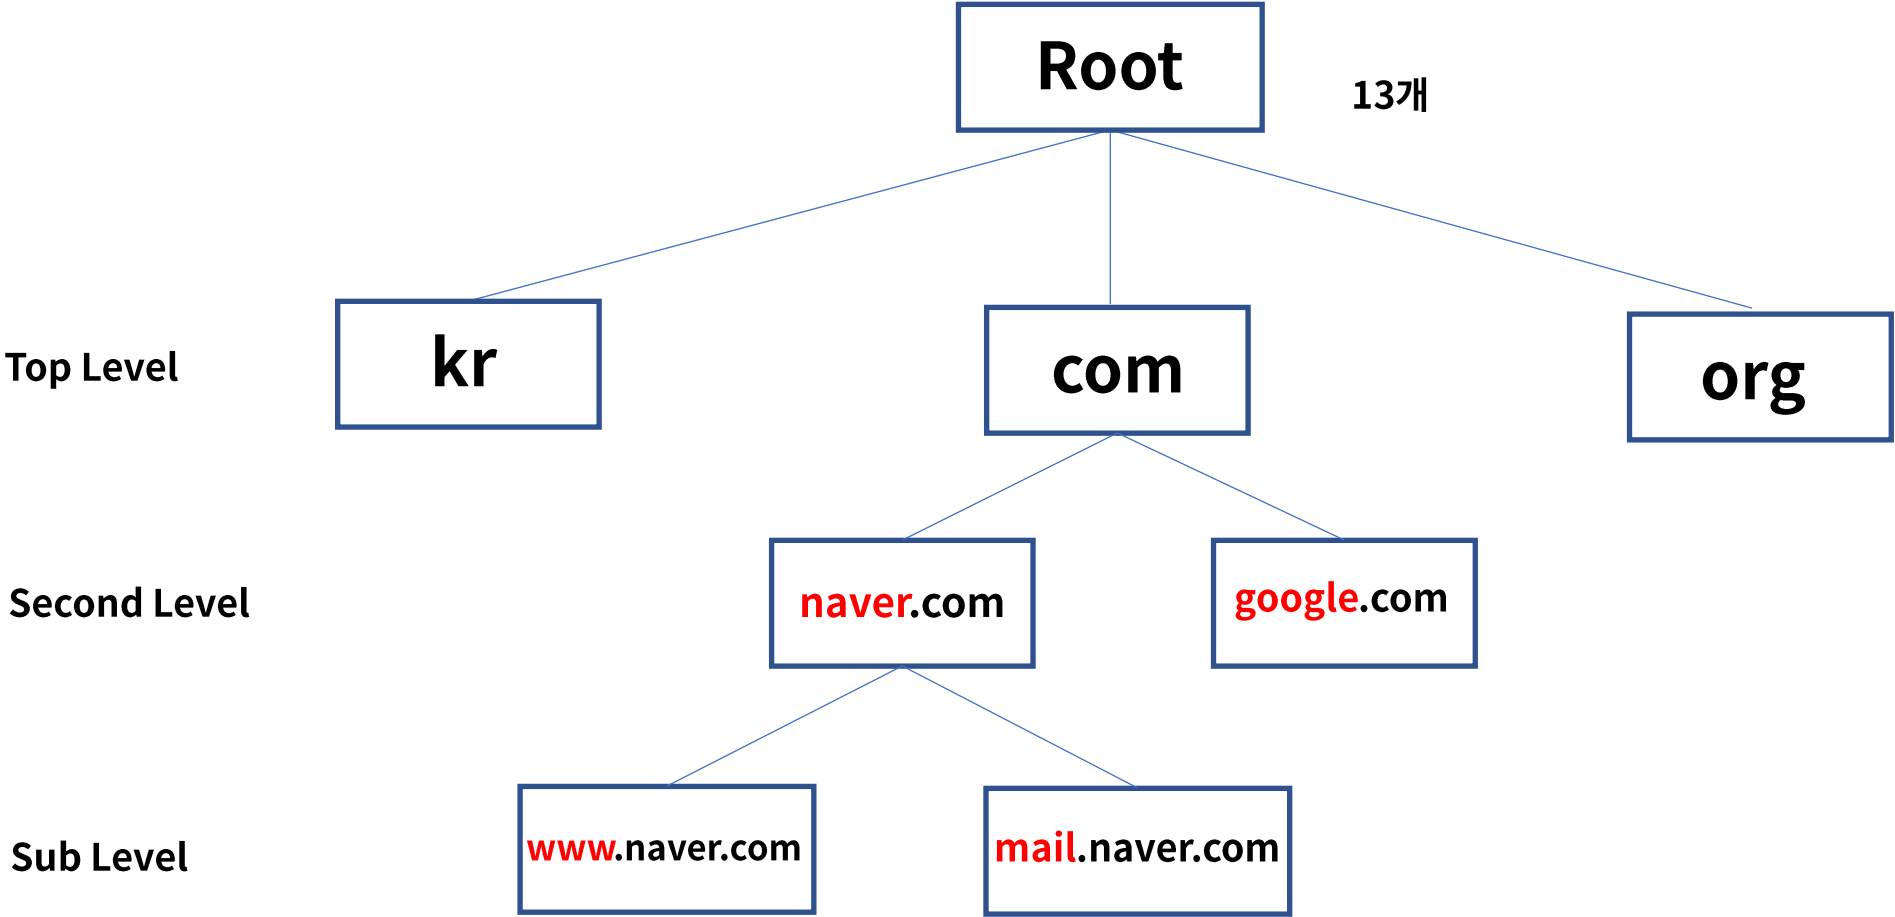 Root
13개
Top Level
kr
com
org
Second Level
naver.com
google.com
Sub Level
www.naver.com
mail.naver.com